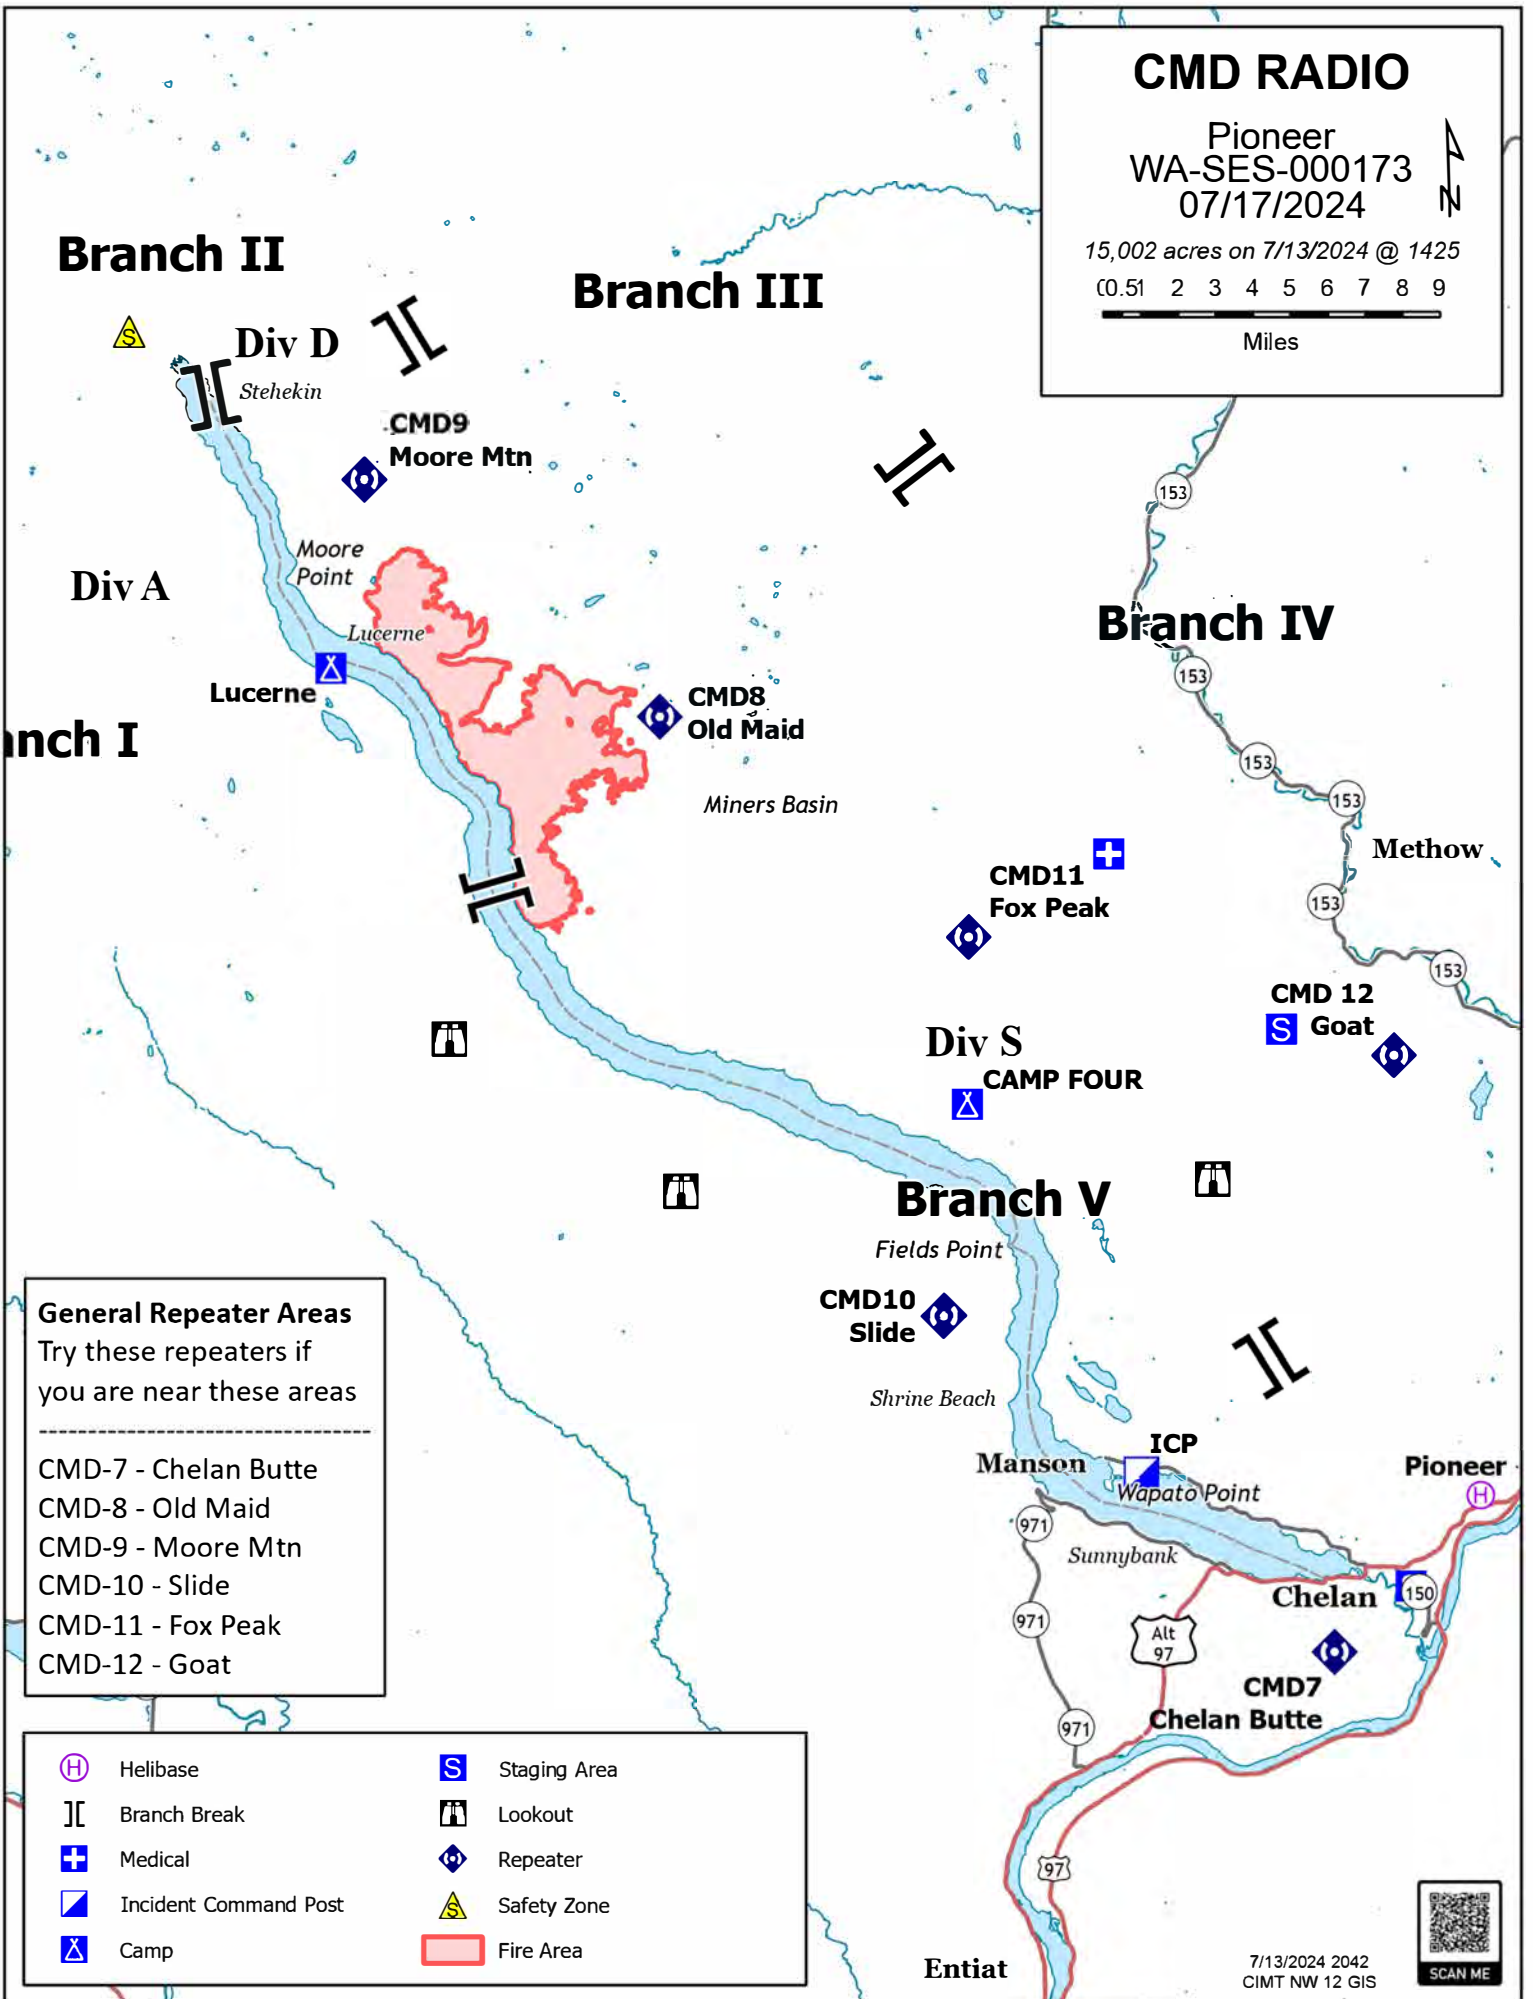 CMD RADIO
Pioneer
WA-SES-000173
07/17/2024
N
15,002 acres on 7/13/2024 @ 1425
0 0.5 1 2 3 4 5 6 7 8 9
Miles
Branch II
Branch III
S
Div D
Stehekin
CMD9
Moore Mtn
153
Moore
Point
Div A
Branch IV
Lucerne
Lucerne
153
CMD8
Old Maid
nch I
153
153
Miners Basin
Methow
CMD11
Fox Peak
153
153
CMD 12
S Goat
Div S
CAMP FOUR
Branch V
Fields Point
CMD10
Slide
Shrine Beach
ICP
Manson
Wapato Point
Pioneer
H
971
Sunnybank
Chelan
150
971
Alt
97
CMD7
Chelan Butte
971
97
Entiat
General Repeater Areas
Try these repeaters if
you are near these areas
---------------------------------
CMD-7 - Chelan Butte
CMD-8 - Old Maid
CMD-9 - Moore Mtn
CMD-10 - Slide
CMD-11 - Fox Peak
CMD-12 - Goat
H Helibase
Branch Break
Medical
Incident Command Post
Camp
S Staging Area
Lookout
Repeater
S Safety Zone
Fire Area
7/13/2024 2042
CIMT NW 12 GIS
SCAN ME